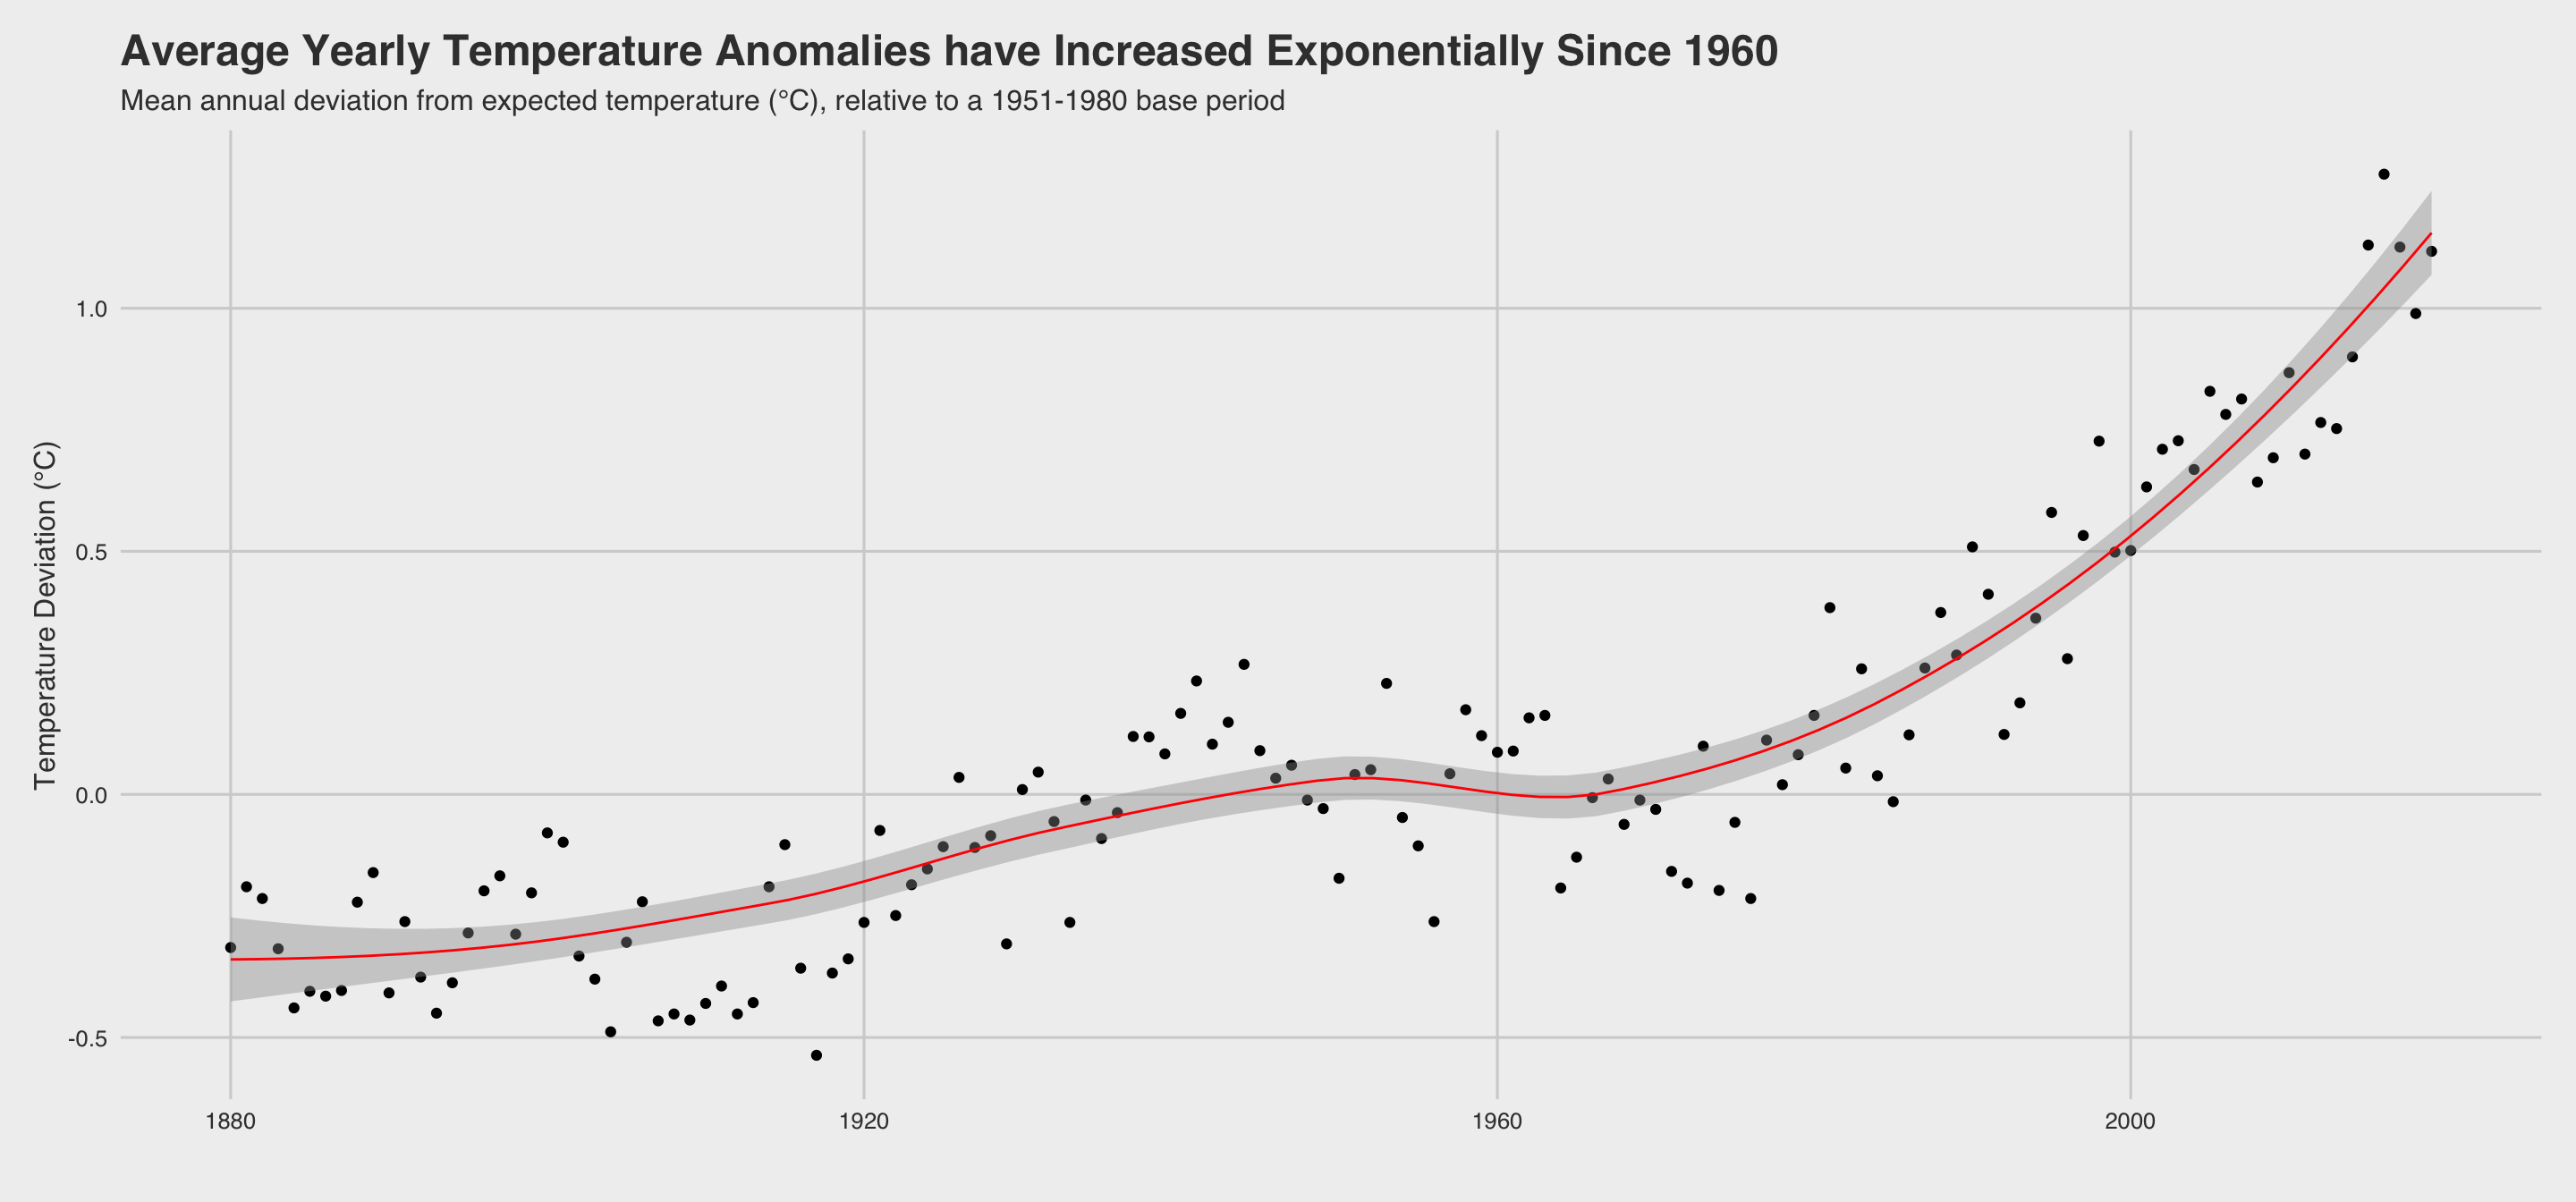 Average Yearly Temperature Anomalies have Increased Exponentially Since 1960
Mean annual deviation from expected temperature (°C), relative to a 1951-1980 base period
Temperature Deviation (°C)
1.0
0.5
0.0
-0.5
1880
1920
1960
2000